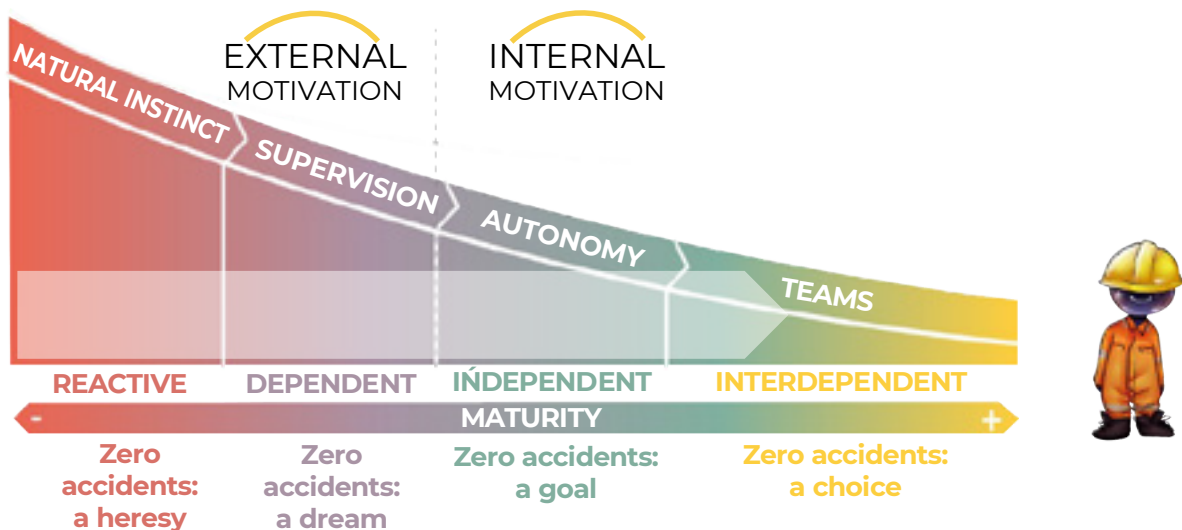 EXTERNAL
MOTIVATION
INTERNAL
MOTIVATION
NATURAL INSTINCT
SUPERVISION
AUTONOMY
TEAMS
REACTIVE
DEPENDENT
IŃDEPENDENT
INTERDEPENDENT
-
MATURITY
+
Zero
accidents:
a heresy
Zero
accidents:
a dream
Zero accidents:
a goal
Zero accidents:
a choice